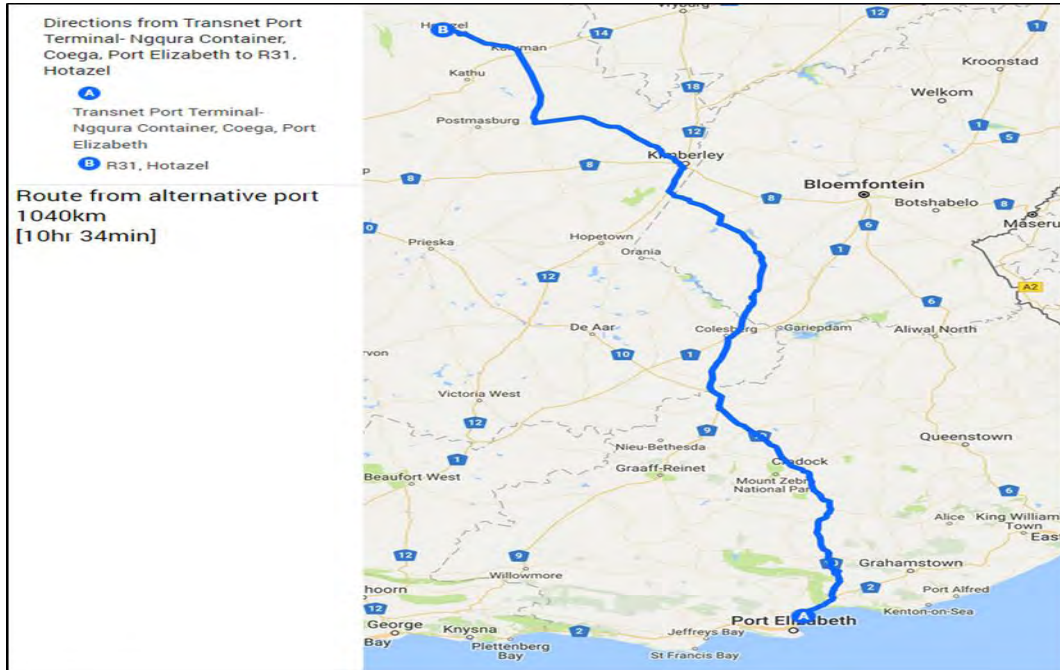 Directions from Transnet Port
Terminal- Ngqura Container,
Coega, Port Elizabeth to R31,
Hotazel
A
Transnet Port Terminal-
Ngqura Container, Coega, Port
Elizabeth
B R31, Hotazel
Route from alternative port
1040km
[10hr 34min]
Vryburg
12
1
B
14
Kathu
Kroonstad
18
Welkom
Postmasburg
12
1
5
Kimberley
8
8
8
Bloemfontein
Botshabelo
8
Maseru
6
Prieska
Hopetown
1
Orania
12
A2
6
De Aar
Colesberg
Gariepdam
Aliwal North
10
1
Victoria West
12
9
Queenstown
1
Nieu-Bethesda
Graaff-Reinet
Cradock
Beaufort West
Mount Zebra
National Park
6
Alice
King William
Town
East
12
9
Willowmore
Grahamstown
2
Port Alfred
hoorn
Kenton-on-Sea
12
A
Port Elizabeth
George
Knysna
2
Jeffreys Bay
Bay
Plettenberg
Bay
St Francis Bay